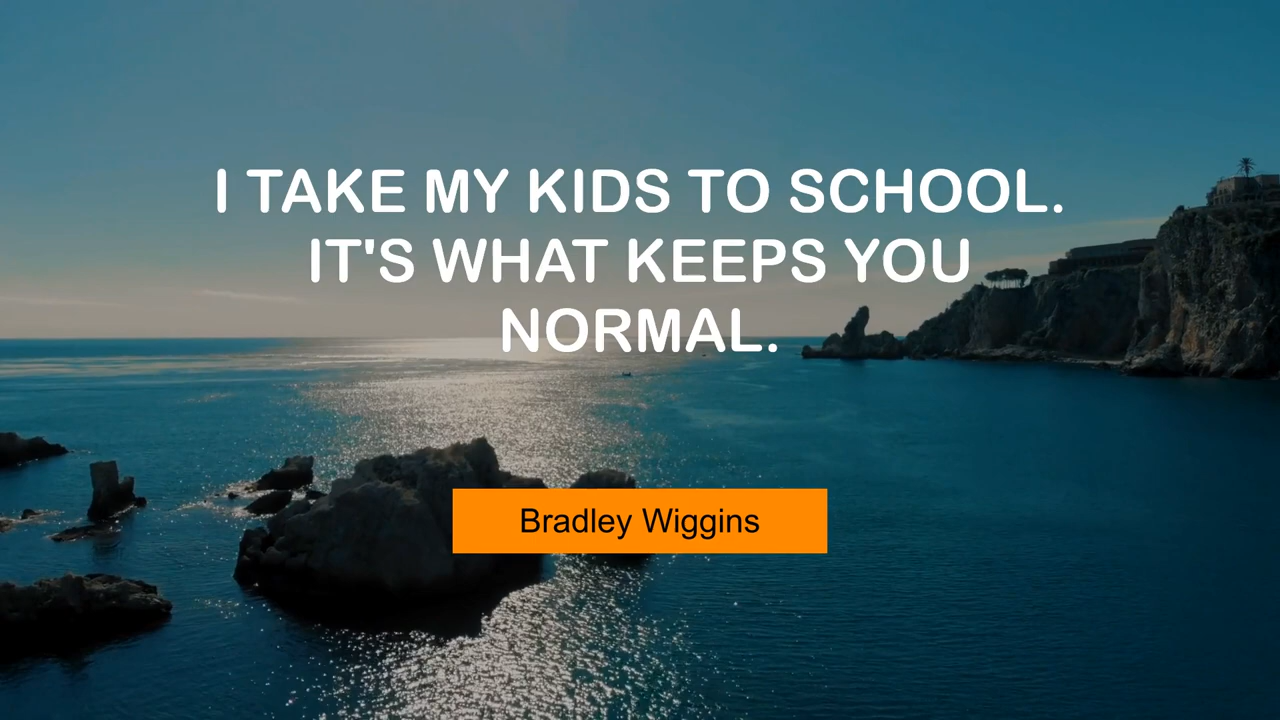 I TAKE MY KIDS TO SCHOOL.
IT'S WHAT KEEPS YOU
NORMAL.
Bradley Wiggins